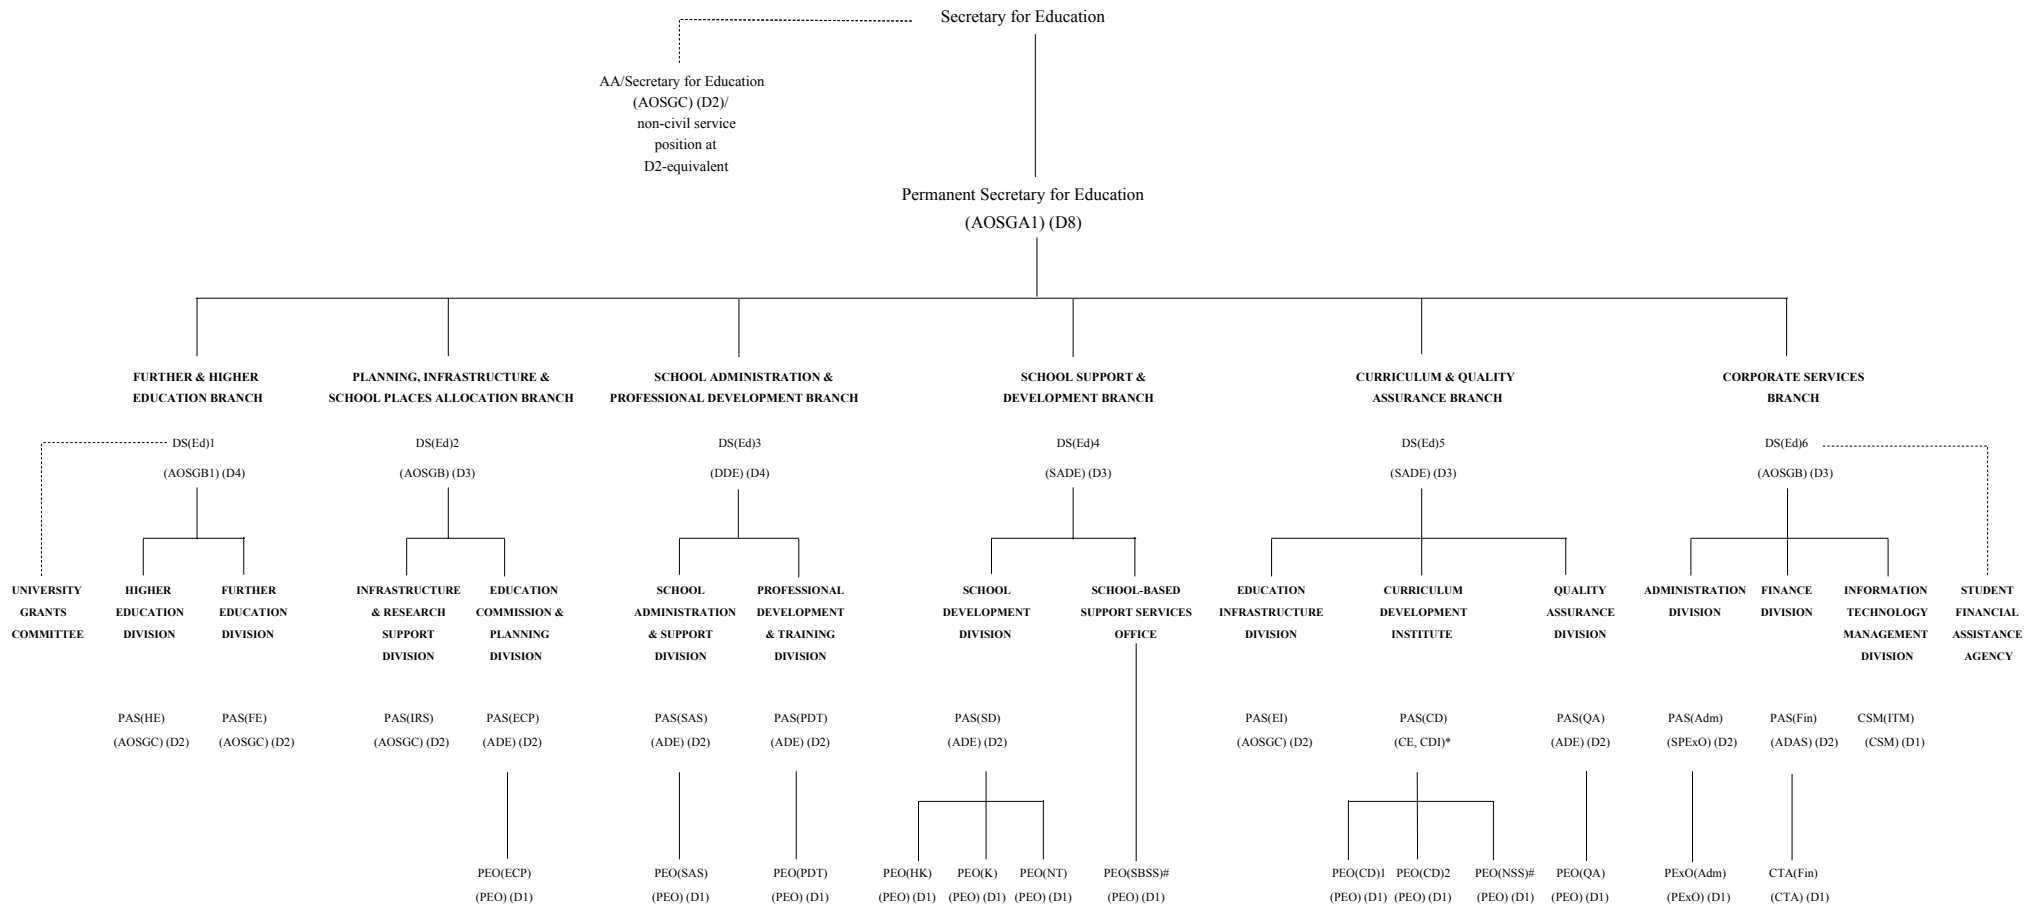 Secretary for Education
AA/Secretary for Education
(AOSGC) (D2)/
non-civil service
position at
D2-equivalent
Permanent Secretary for Education
(AOSGA1) (D8)
FURTHER & HIGHER
EDUCATION BRANCH
PLANNING, INFRASTRUCTURE &
SCHOOL PLACES ALLOCATION BRANCH
SCHOOL ADMINISTRATION &
PROFESSIONAL DEVELOPMENT BRANCH
SCHOOL SUPPORT &
DEVELOPMENT BRANCH
CURRICULUM & QUALITY
ASSURANCE BRANCH
CORPORATE SERVICES
BRANCH
DS(Ed)1
(AOSGB1) (D4)
DS(Ed)2
(AOSGB) (D3)
DS(Ed)3
(DDE) (D4)
DS(Ed)4
(SADE) (D3)
DS(Ed)5
(SADE) (D3)
DS(Ed)6
(AOSGB) (D3)
UNIVERSITY
GRANTS
COMMITTEE
HIGHER
EDUCATION
DIVISION
FURTHER
EDUCATION
DIVISION
INFRASTRUCTURE
& RESEARCH
SUPPORT
DIVISION
EDUCATION
COMMISSION &
PLANNING
DIVISION
SCHOOL
ADMINISTRATION
& SUPPORT
DIVISION
PROFESSIONAL
DEVELOPMENT
& TRAINING
DIVISION
SCHOOL
DEVELOPMENT
DIVISION
SCHOOL-BASED
SUPPORT SERVICES
OFFICE
EDUCATION
INFRASTRUCTURE
DIVISION
CURRICULUM
DEVELOPMENT
INSTITUTE
QUALITY
ASSURANCE
DIVISION
ADMINISTRATION
DIVISION
FINANCE
DIVISION
INFORMATION
TECHNOLOGY
MANAGEMENT
DIVISION
STUDENT
FINANCIAL
ASSISTANCE
AGENCY
PAS(HE)
(AOSGC) (D2)
PAS(FE)
(AOSGC) (D2)
PAS(IRS)
(AOSGC) (D2)
PAS(ECP)
(ADE) (D2)
PAS(SAS)
(ADE) (D2)
PAS(PDT)
(ADE) (D2)
PAS(SD)
(ADE) (D2)
PAS(EI)
(AOSGC) (D2)
PAS(CD)
(CE, CDI)*
PAS(QA)
(ADE) (D2)
PAS(Adm)
(SPExO) (D2)
PAS(Fin)
(ADAS) (D2)
CSM(ITM)
(CSM) (D1)
PEO(ECP)
(PEO) (D1)
PEO(SAS)
(PEO) (D1)
PEO(PDT)
(PEO) (D1)
PEO(HK)
(PEO) (D1)
PEO(K)
(PEO) (D1)
PEO(NT)
(PEO) (D1)
PEO(SBSS)#
(PEO) (D1)
PEO(CD)1
(PEO) (D1)
PEO(CD)2
(PEO) (D1)
PEO(NSS)#
(PEO) (D1)
PEO(QA)
(PEO) (D1)
PExO(Adm)
(PExO) (D1)
CTA(Fin)
(CTA) (D1)